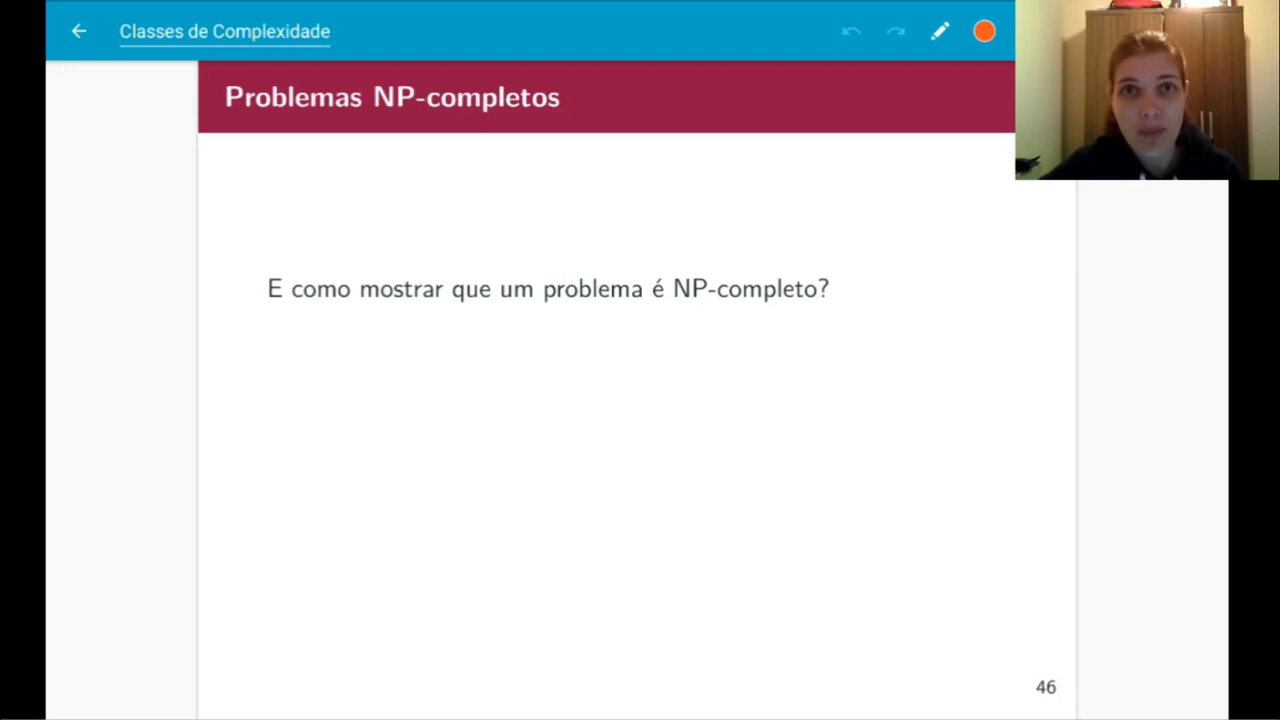 Classes de Complexidade
Problemas NP-completos
E como mostrar que um problema é NP-completo?
46